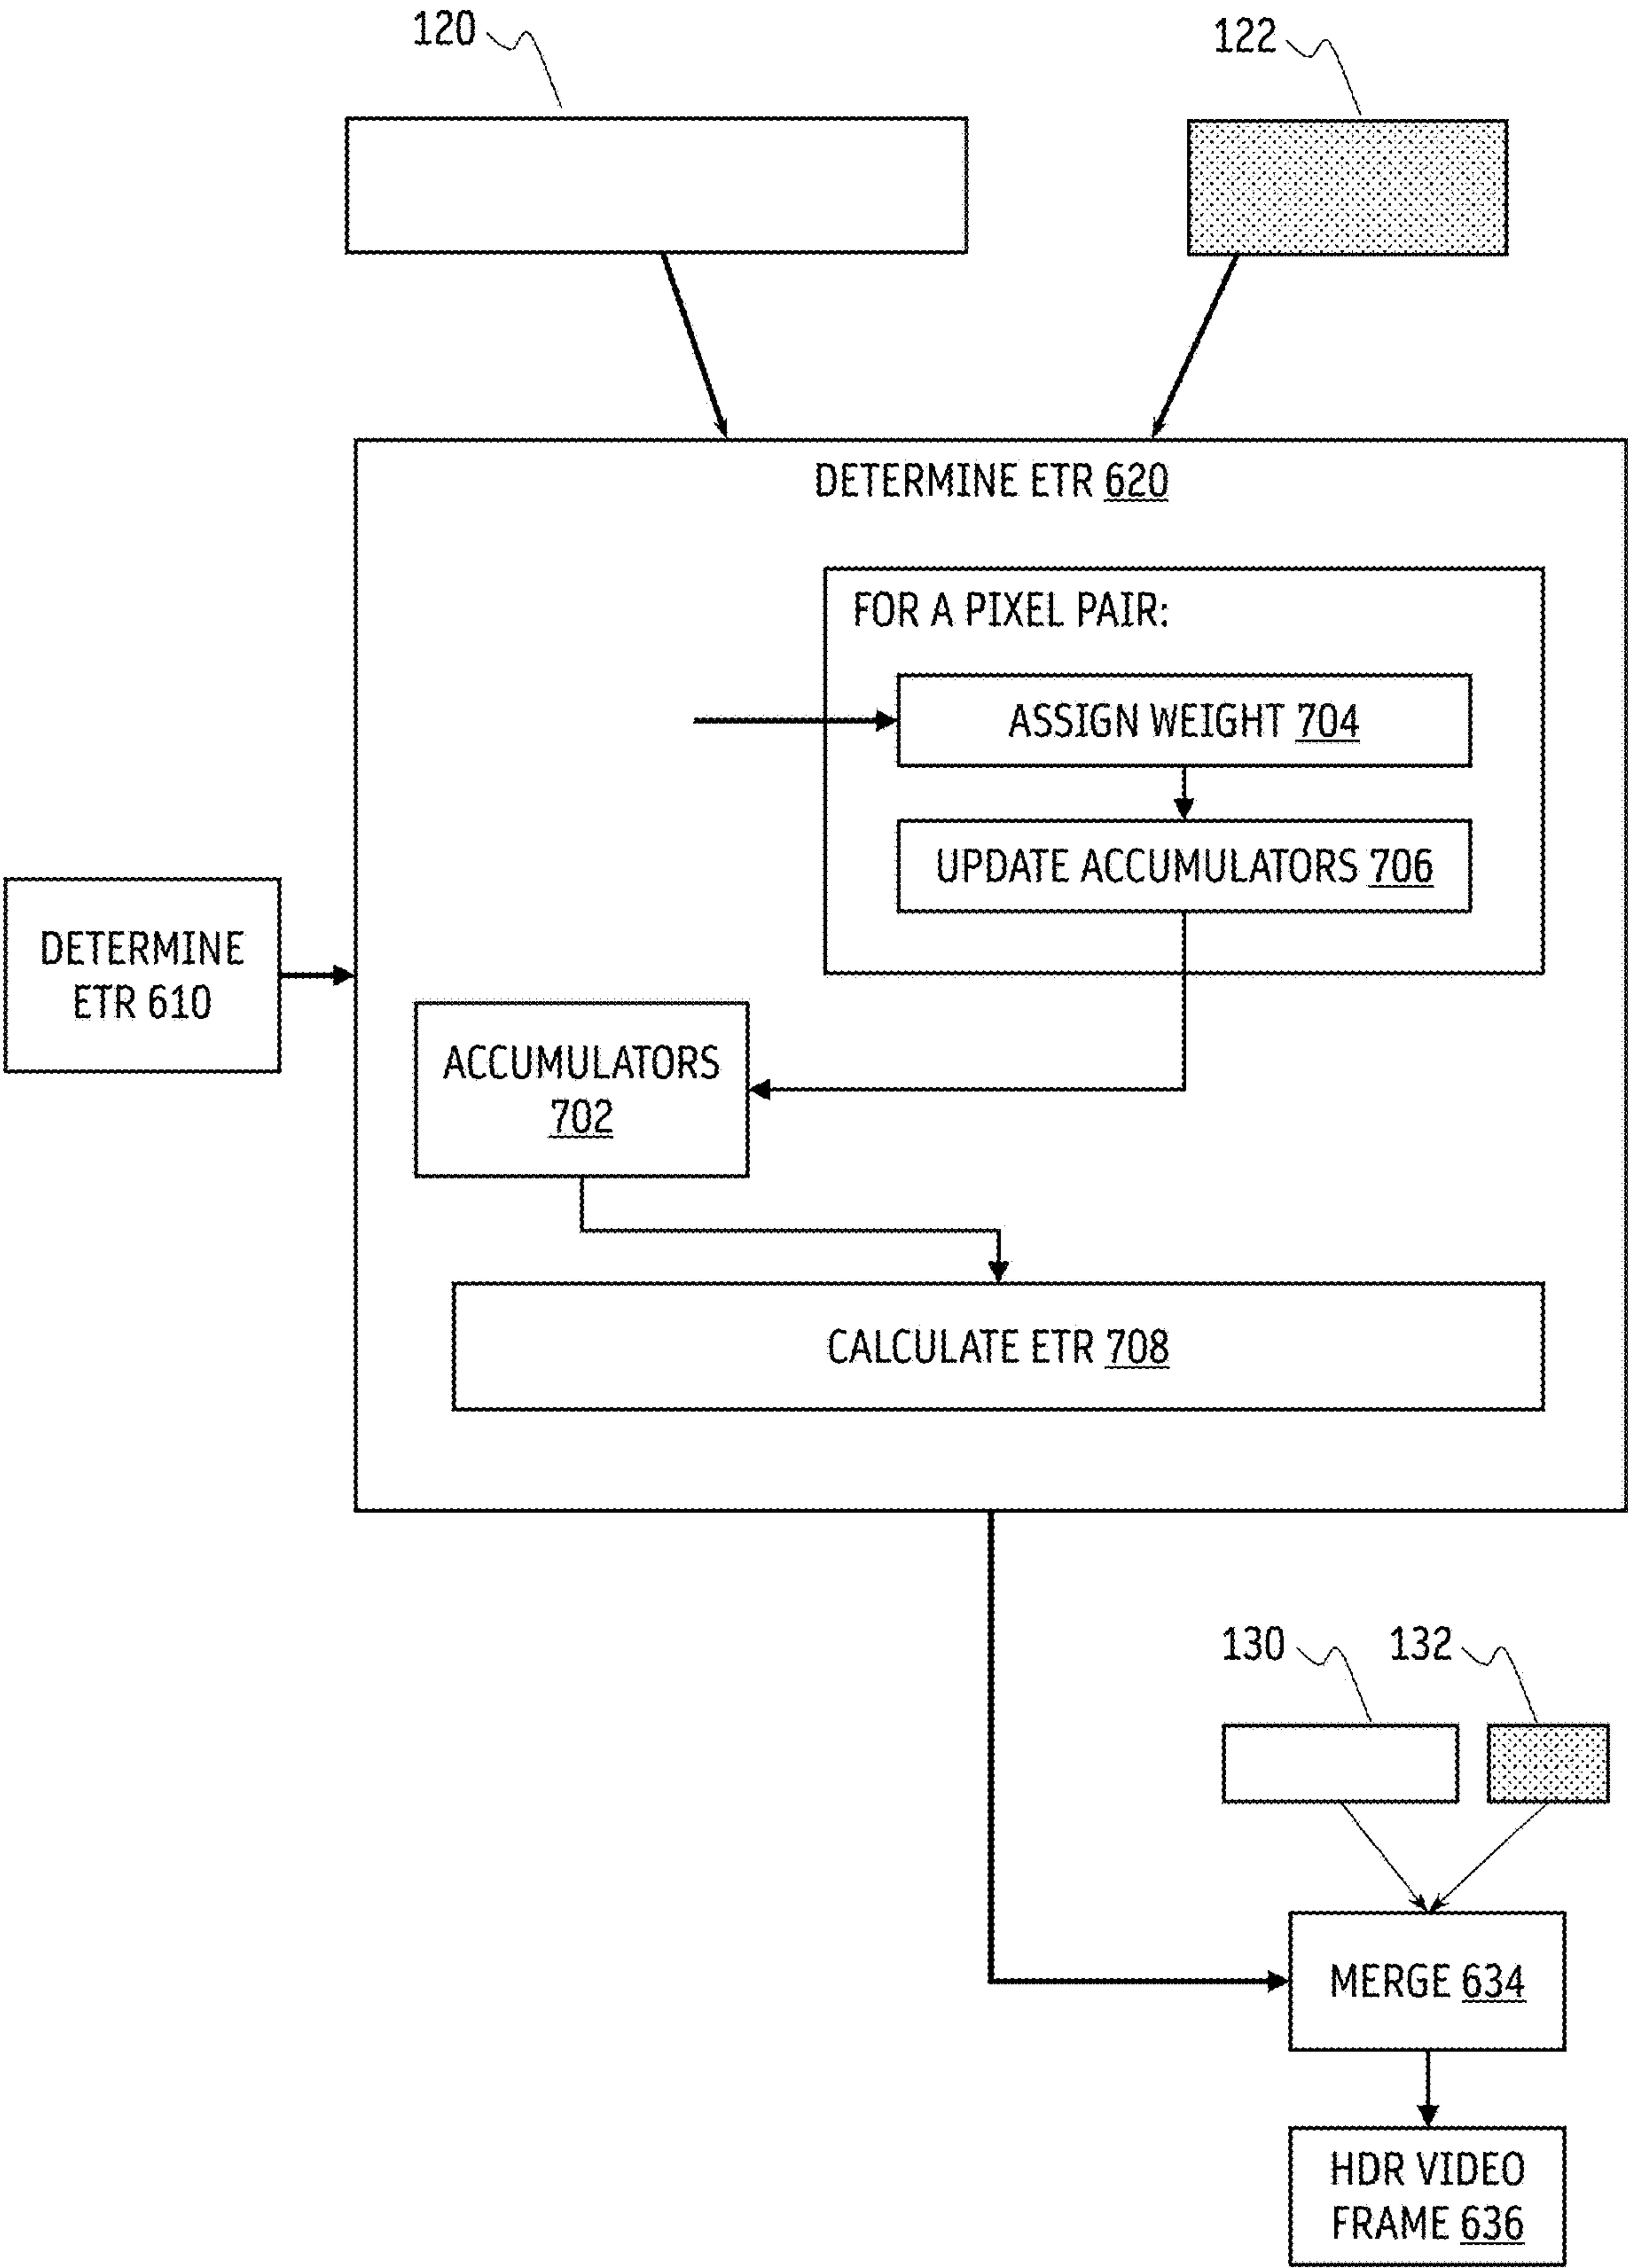 120
122
DETERMINE ETR 620
FOR A PIXEL PAIR:
ASSIGN WEIGHT 704
UPDATE ACCUMULATORS 706
DETERMINE
ETR 610
ACCUMULATORS
702
CALCULATE ETR 708
130
132
MERGE 634
HDR VIDEO
FRAME 636